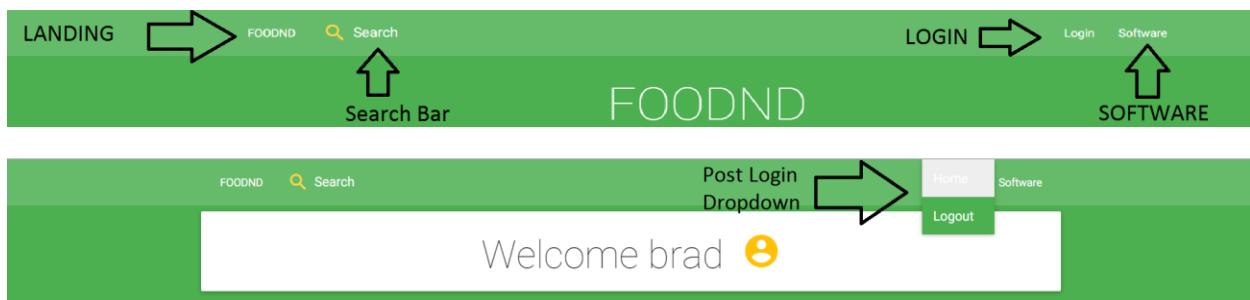 LANDING FOODND Search LOGIN Login Software
Search Bar FOODND SOFTWARE
FOODND Search Post Login Home Software
Dropdown Logout
Welcome brad